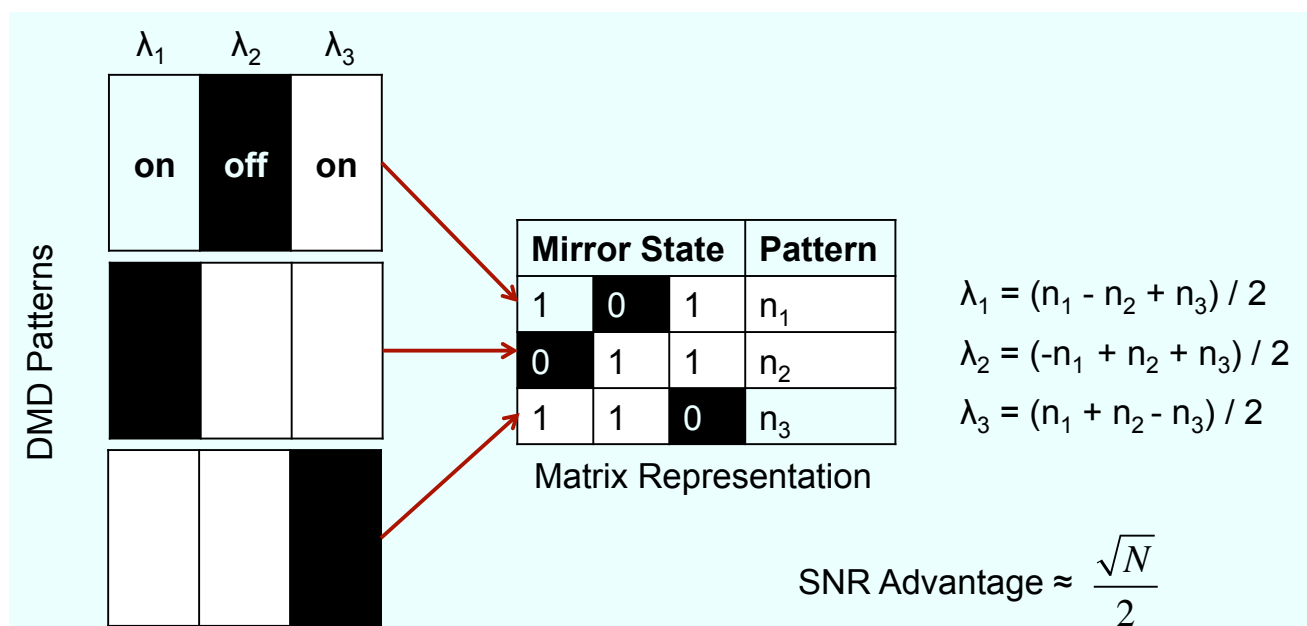 λ₁ λ₂ λ₃
on off on
DMD Patterns
Mirror State Pattern
1 0 1 n₁
0 1 1 n₂
1 1 0 n₃
Matrix Representation
λ₁ = (n₁ - n₂ + n₃) / 2
λ₂ = (-n₁ + n₂ + n₃) / 2
λ₃ = (n₁ + n₂ - n₃) / 2
SNR Advantage ≈ √N / 2